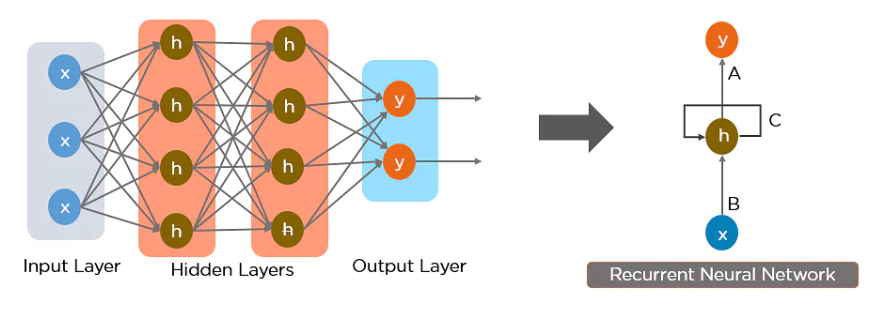 x
x
x
h
h
h
h
h
h
h
h
y
y
Input Layer
Hidden Layers
Output Layer
y
A
h
C
B
x
Recurrent Neural Network